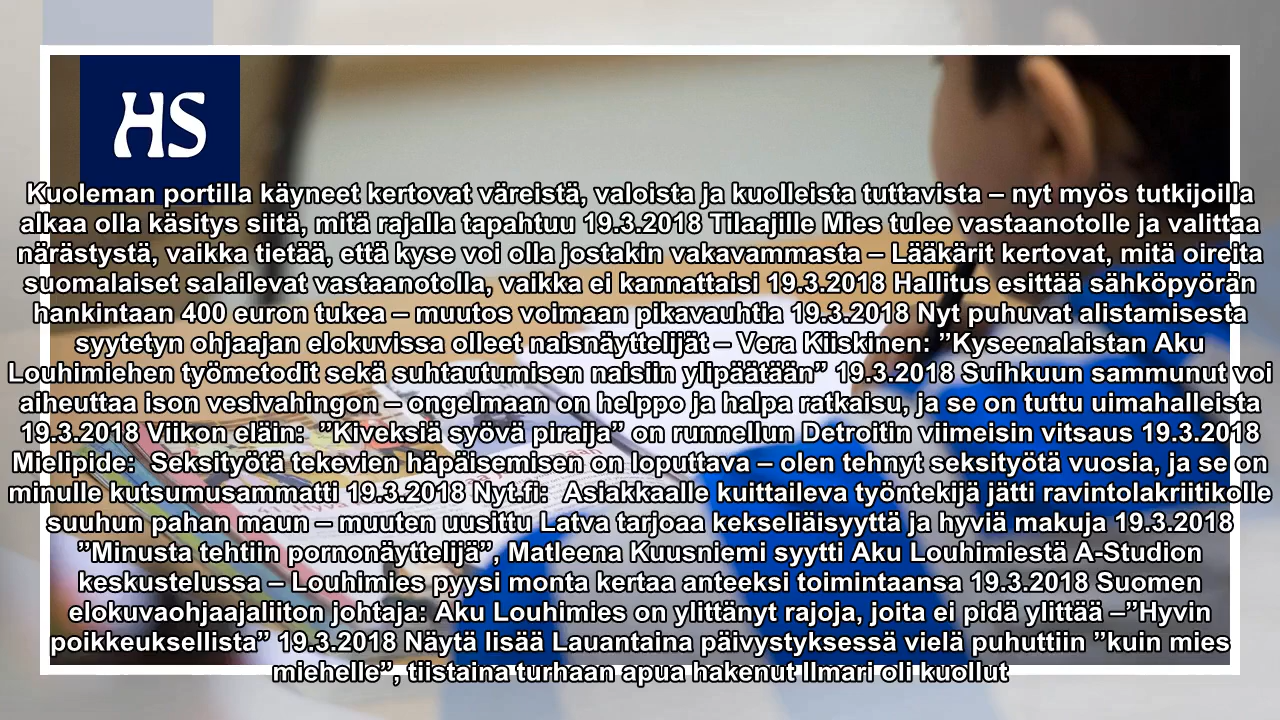 HS
Kuoleman portilla käyneet kertovat väreistä, valoista ja kuolleista tuttavista – nyt myös tutkijoilla
alkaa olla käsitys siitä, mitä rajalla tapahtuu 19.3.2018 Tilaajille Mies tulee vastaanotolle ja valittaa
närästystä, vaikka tietää, että kyse voi olla jostakin vakavammasta – Lääkärit kertovat, mitä oireita
suomalaiset salailevat vastaanotolla, vaikka ei kannattaisi 19.3.2018 Hallitus esittää sähköpyörän
hankintaan 400 euron tukea – muutos voimaan pikavauhtia 19.3.2018 Nyt puhuvat alistamisesta
syytetyn ohjaajan elokuvissa olleet naisnäyttelijät – Vera Kiiskinen: ”Kyseenalaistan Aku
Louhimiehen työmetodit sekä suhtautumisen naisiin ylipäätään” 19.3.2018 Suihkuun sammunut voi
aiheuttaa ison vesivahingon – ongelmaan on helppo ja halpa ratkaisu, ja se on tuttu uimahalleista
19.3.2018 Viikon eläin: ”Kiveksiä syövä piraija” on runnellun Detroitin viimeisin vitsaus 19.3.2018
Mielipide: Seksityötä tekevien häpäisemisen on loputtava – olen tehnyt seksityötä vuosia, ja se on
minulle kutsumusammatti 19.3.2018 Nyt.fi: Asiakkaalle kuittaileva työntekijä jätti ravintolakriitikolle
suuhun pahan maun – muuten uusittu Latva tarjoaa kekseliäisyyttä ja hyviä makuja 19.3.2018
”Minusta tehtiin pornonäyttelijä”, Matleena Kuusniemi syytti Aku Louhimiestä A-Studion
keskustelussa – Louhimies pyysi monta kertaa anteeksi toimintaansa 19.3.2018 Suomen
elokuvaohjaajaliiton johtaja: Aku Louhimies on ylittänyt rajoja, joita ei pidä ylittää –”Hyvin
poikkeuksellista” 19.3.2018 Näytä lisää Lauantaina päivystyksessä vielä puhuttiin ”kuin mies
miehelle”, tiistaina turhaan apua hakenut Ilmari oli kuollut